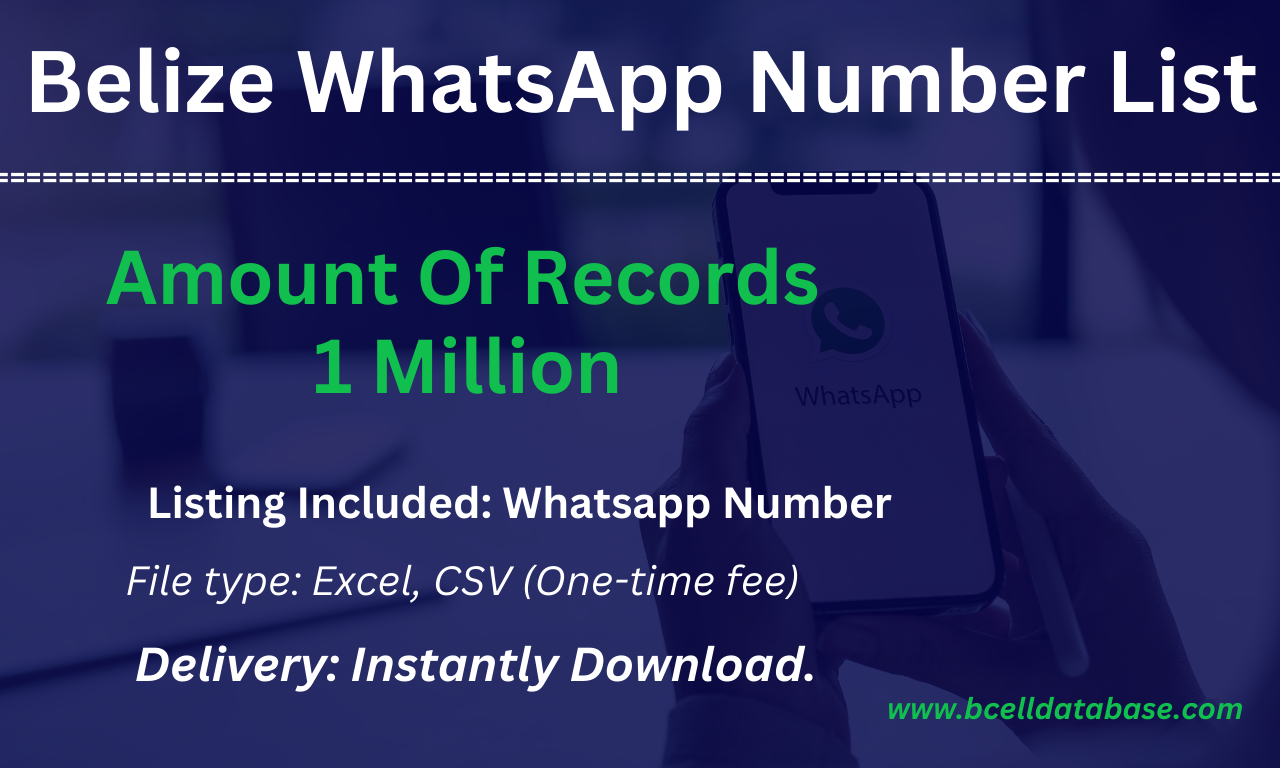 Belize WhatsApp Number List
================================================================================
Amount Of Records
1 Million
WhatsApp
Listing Included: Whatsapp Number
File type: Excel, CSV (One-time fee)
Delivery: Instantly Download.
www.bcelldatabase.com